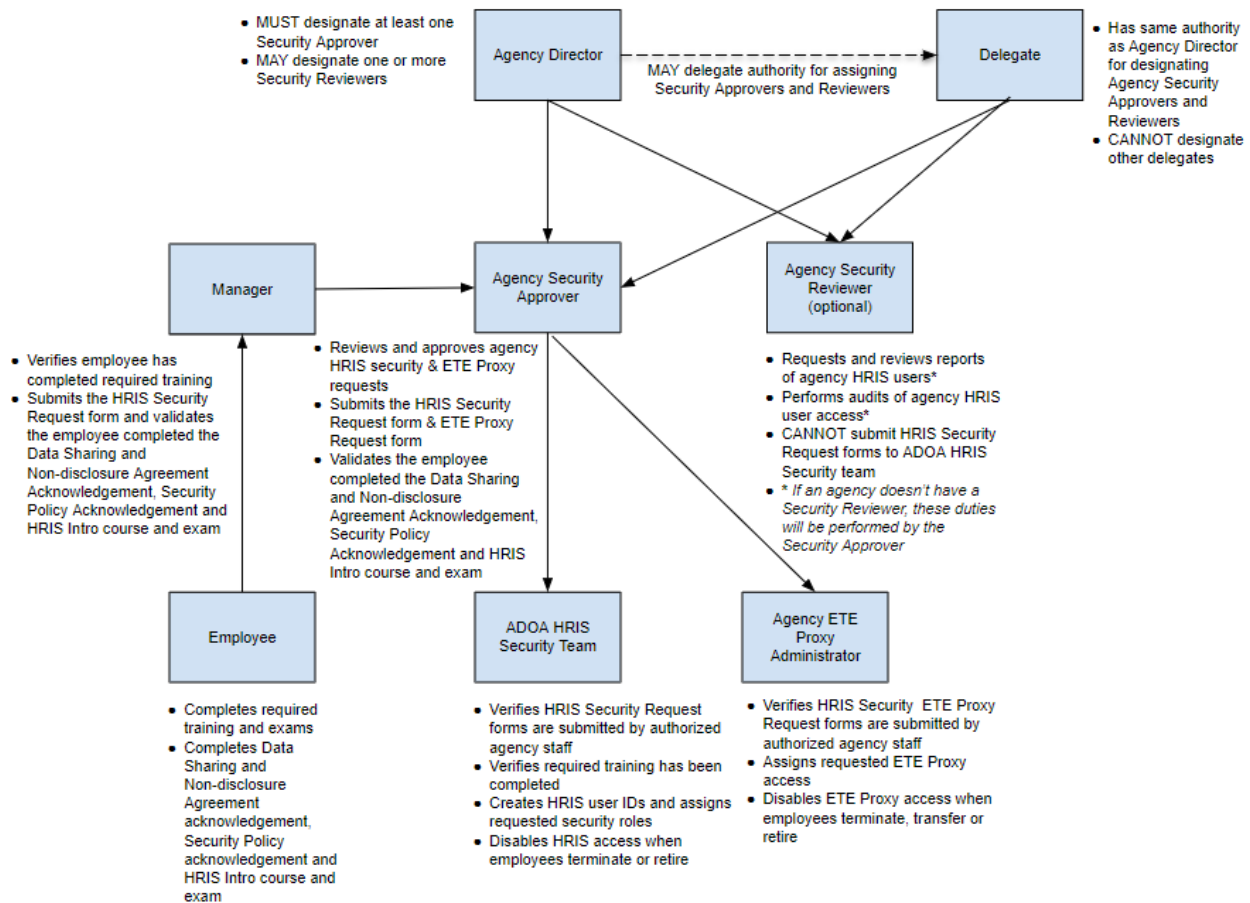 • MUST designate at least one
Security Approver
• MAY designate one or more
Security Reviewers
Agency Director
MAY delegate authority for assigning
Security Approvers and Reviewers
Delegate
• Has same authority
as Agency Director
for designating
Agency Security
Approvers and
Reviewers
• CANNOT designate
other delegates
Manager
Agency Security
Approver
Agency Security
Reviewer
(optional)
• Verifies employee has
completed required training
• Submits the HRIS Security
Request form and validates
the employee completed the
Data Sharing and
Non-disclosure Agreement
Acknowledgement, Security
Policy Acknowledgement and
HRIS Intro course and exam
• Reviews and approves agency
HRIS security & ETE Proxy
requests
• Submits the HRIS Security
Request form & ETE Proxy
Request form
• Validates the employee
completed the Data Sharing
and Non-disclosure
Agreement Acknowledgement,
Security Policy
Acknowledgement and HRIS
Intro course and exam
• Requests and reviews reports
of agency HRIS users*
• Performs audits of agency HRIS
user access*
• CANNOT submit HRIS Security
Request forms to ADOA HRIS
Security team
• * If an agency doesn't have a
Security Reviewer, these duties
will be performed by the
Security Approver
Employee
ADOA HRIS
Security Team
Agency ETE
Proxy
Administrator
• Completes required
training and exams
• Completes Data
Sharing and
Non-disclosure
Agreement
acknowledgement,
Security Policy
acknowledgement and
HRIS Intro course and
exam
• Verifies HRIS Security Request
forms are submitted by authorized
agency staff
• Verifies required training has been
completed
• Creates HRIS user IDs and assigns
requested security roles
• Disables HRIS access when
employees terminate or retire
• Verifies HRIS Security ETE Proxy
Request forms are submitted by
authorized agency staff
• Assigns requested ETE Proxy
access
• Disables ETE Proxy access when
employees terminate, transfer or
retire